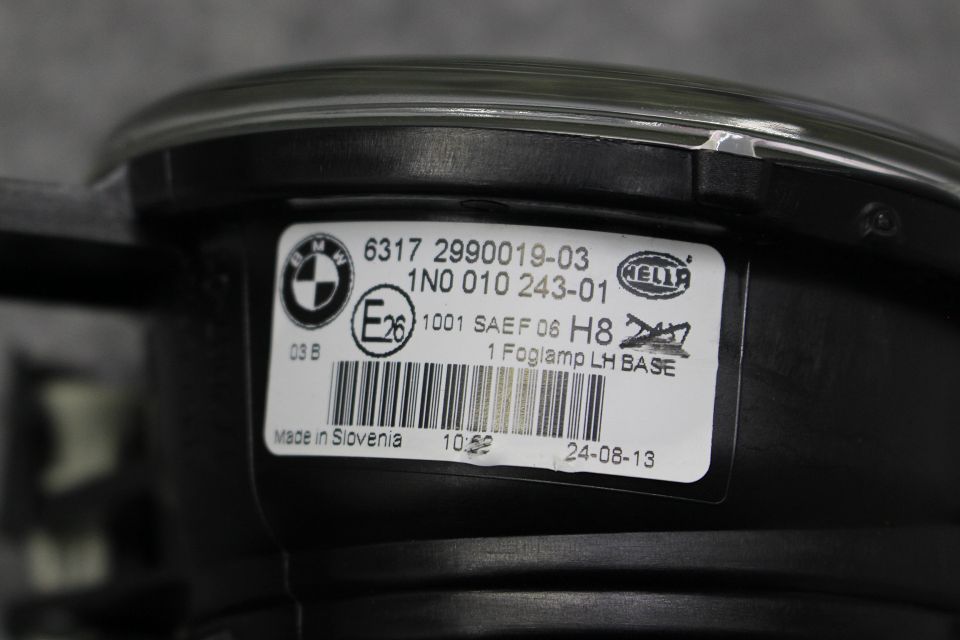 BMW
6317 2990019-03
HELLA
1N0 010 243-01
E26
1001 SAE F 06 H8
03 B
1 Foglamp LH BASE
Made in Slovenia
24-08-13